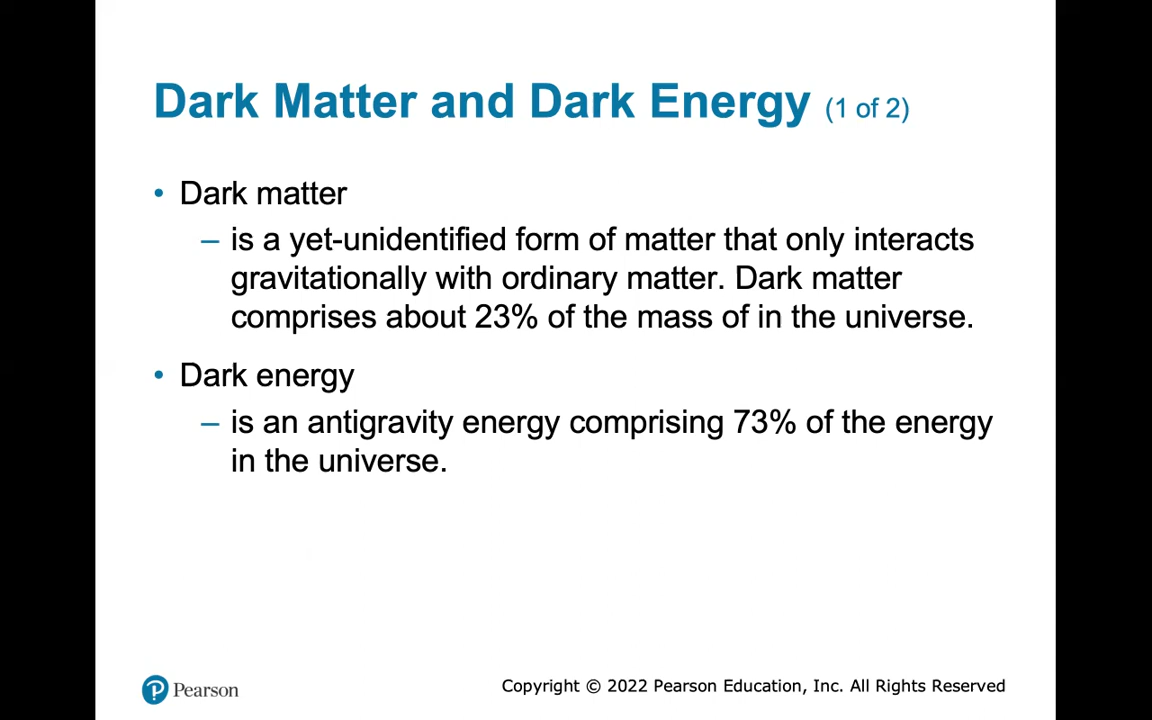 Dark Matter and Dark Energy (1 of 2)
• Dark matter
– is a yet-unidentified form of matter that only interacts
gravitationally with ordinary matter. Dark matter
comprises about 23% of the mass of in the universe.
• Dark energy
– is an antigravity energy comprising 73% of the energy
in the universe.
P Pearson
Copyright © 2022 Pearson Education, Inc. All Rights Reserved